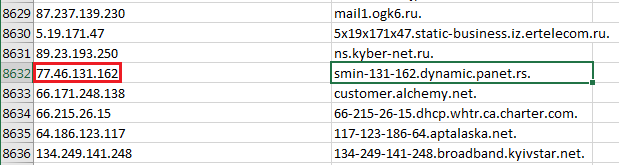 8629 87.237.139.230 mail1.ogk6.ru.
8630 5.19.171.47 5x19x171x47.static-business.iz.ertelecom.ru.
8631 89.23.193.250 ns.kyber-net.ru.
8632 77.46.131.162 smin-131-162.dynamic.panet.rs.
8633 66.171.248.138 customer.alchemy.net.
8634 66.215.26.15 66-215-26-15.dhcp.whtr.ca.charter.com.
8635 64.186.123.117 117-123-186-64.aptalaska.net.
8636 134.249.141.248 134-249-141-248.broadband.kyivstar.net.